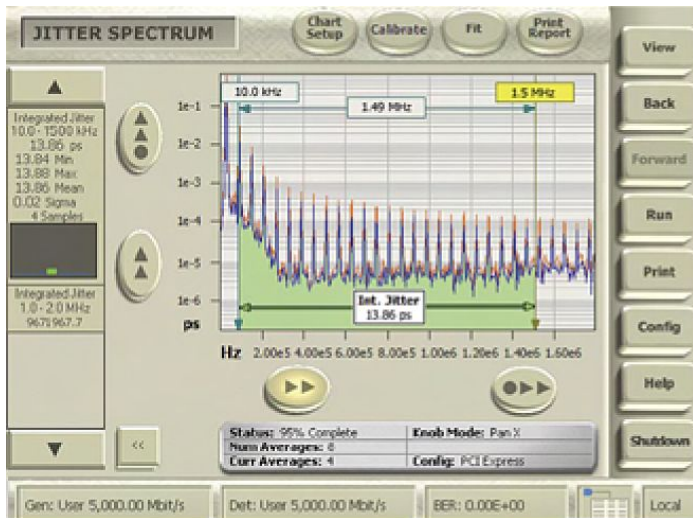 JITTER SPECTRUM
Chart Setup
Calibrate
Fit
Print Report
View
Back
Forward
Run
Print
Config
Help
Shutdown
Integrated Jitter
10.0 - 1500 kHz
13.86 ps
13.84 Min
13.88 Max
13.86 Mean
0.02 Sigma
4 Samples
Integrated Jitter
1.0 - 2.0 MHz
9671967.7
<<
10.0 kHz
1.5 MHz
1.49 MHz
1e-1
1e-2
1e-3
1e-4
1e-5
1e-6
ps
Int. Jitter
13.86 ps
Hz 2.00e5 4.00e5 6.00e5 8.00e5 1.00e6 1.20e6 1.40e6 1.60e6
Status: 95% Complete
Knob Mode: Pan X
Num Averages: 8
Curr Averages: 4
Config: PCI Express
Gen: User 5,000.00 Mbit/s
Det: User 5,000.00 Mbit/s
BER: 0.00E+00
Local